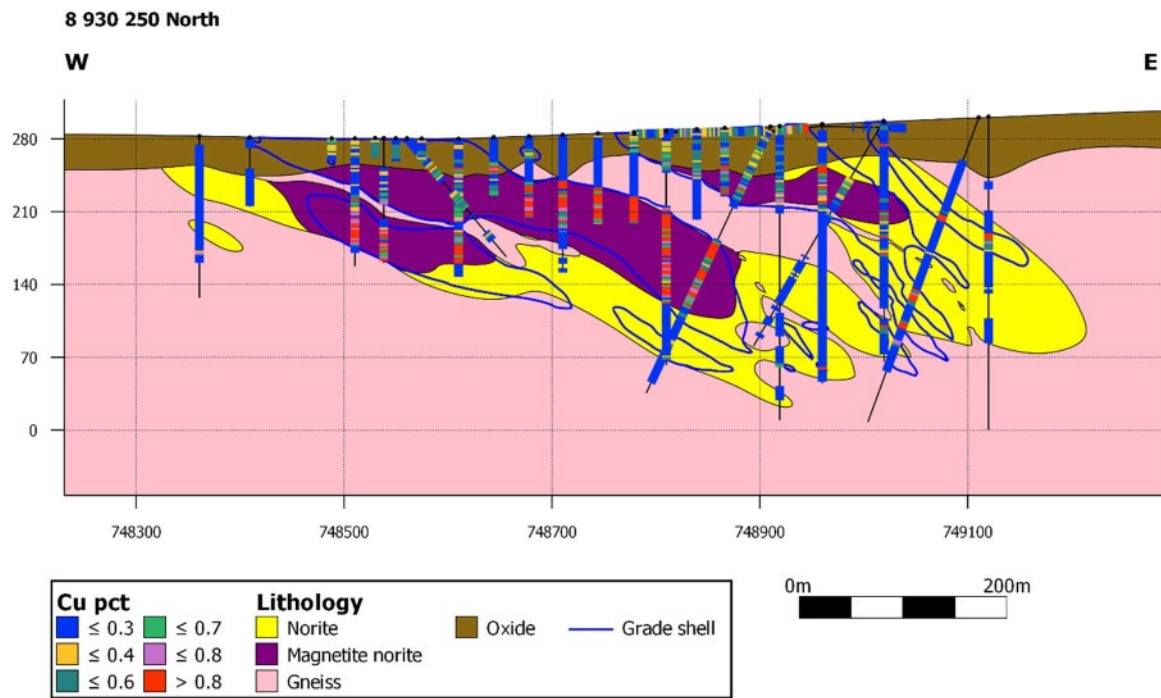 8 930 250 North
W E
280
210
140
70
0
748300 748500 748700 748900 749100
0m 200m
Cu pct Lithology
≤ 0.3 ≤ 0.7 Norite Oxide Grade shell
≤ 0.4 ≤ 0.8 Magnetite norite
≤ 0.6 > 0.8 Gneiss